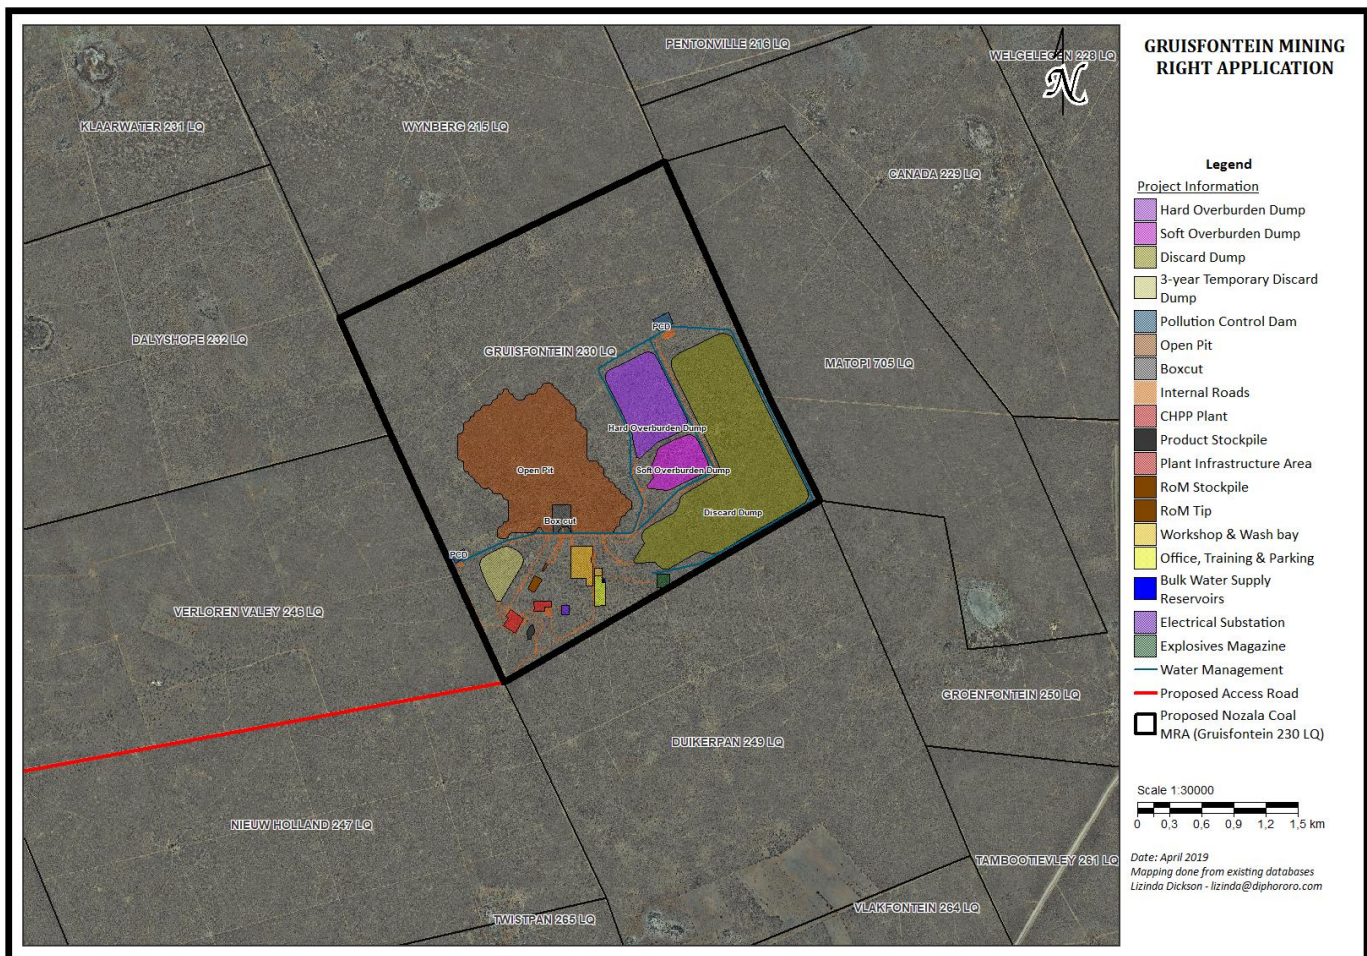 GRUISFONTEIN MINING
RIGHT APPLICATION
N
Legend
Project Information
Hard Overburden Dump
Soft Overburden Dump
Discard Dump
3-year Temporary Discard
Dump
Pollution Control Dam
Open Pit
Boxcut
Internal Roads
CHPP Plant
Product Stockpile
Plant Infrastructure Area
RoM Stockpile
RoM Tip
Workshop & Wash bay
Office, Training & Parking
Bulk Water Supply
Reservoirs
Electrical Substation
Explosives Magazine
Water Management
Proposed Access Road
Proposed Nozala Coal
MRA (Gruisfontein 230 LQ)
Scale 1:30000
0 0,3 0,6 0,9 1,2 1,5 km
Date: April 2019
Mapping done from existing databases
Lizinda Dickson - lizinda@diphororo.com
PENTONVILLE 216 LQ
WELGELEGEN 228 LQ
KLAARWATER 231 LQ
WYNBERG 215 LQ
CANADA 229 LQ
DALYSHOPE 232 LQ
GRUISFONTEIN 230 LQ
MATOPI 705 LQ
PCD
Hard Overburden Dump
Open Pit
Soft Overburden Dump
Discard Dump
Box cut
PCD
VERLOREN VALEY 246 LQ
GROENFONTEIN 250 LQ
DUIKERPAN 249 LQ
NIEUW HOLLAND 247 LQ
TAMBOOTIEVLEY 261 LQ
VLAKFONTEIN 264 LQ
TWISTPAN 265 LQ